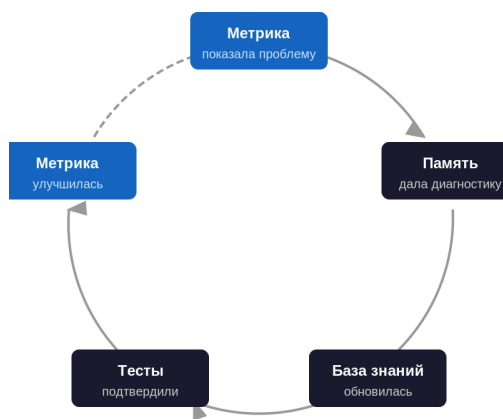 Метрика
показала проблему
Память
дала диагностику
База знаний
обновилась
Тесты
подтвердили
Метрика
улучшилась